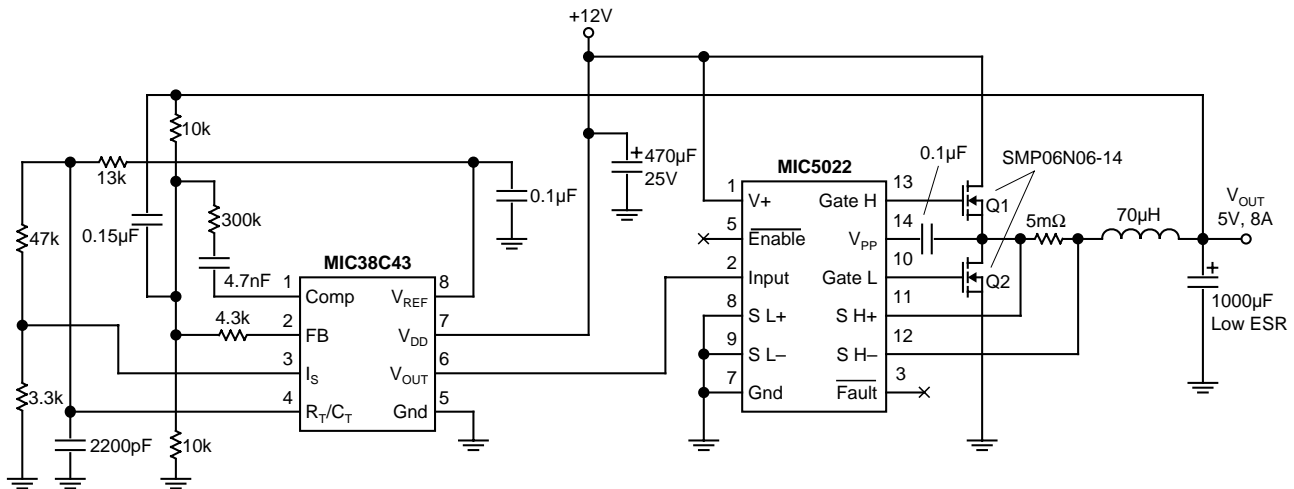 +12V
10k
13k
470µF
25V
0.1µF
47k
0.15µF
300k
4.7nF
MIC38C43
1
Comp
VREF
8
4.3k
2
FB
VDD
7
3
IS
VOUT
6
4
RT/CT
Gnd
5
3.3k
2200pF
10k
MIC5022
0.1µF
SMP06N06-14
1
V+
Gate H
13
Q1
5
Enable
VPP
14
5mΩ
70µH
VOUT
5V, 8A
2
Input
Gate L
10
Q2
8
S L+
S H+
11
9
S L–
S H–
12
7
Gnd
Fault
3
+
1000µF
Low ESR
+